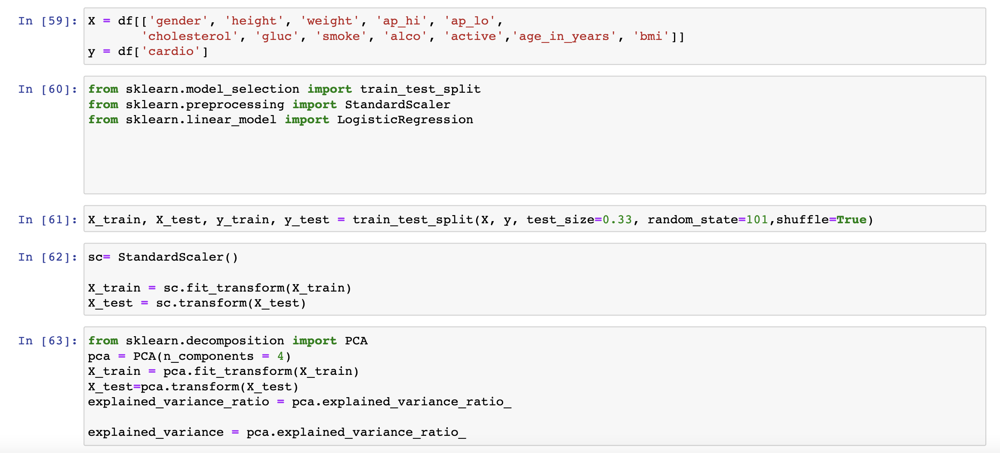 In [59]: X = df[['gender', 'height', 'weight', 'ap_hi', 'ap_lo',
'cholesterol', 'gluc', 'smoke', 'alco', 'active','age_in_years', 'bmi']]
y = df['cardio']
In [60]: from sklearn.model_selection import train_test_split
from sklearn.preprocessing import StandardScaler
from sklearn.linear_model import LogisticRegression
In [61]: X_train, X_test, y_train, y_test = train_test_split(X, y, test_size=0.33, random_state=101,shuffle=True)
In [62]: sc= StandardScaler()
X_train = sc.fit_transform(X_train)
X_test = sc.transform(X_test)
In [63]: from sklearn.decomposition import PCA
pca = PCA(n_components = 4)
X_train = pca.fit_transform(X_train)
X_test=pca.transform(X_test)
explained_variance_ratio = pca.explained_variance_ratio_
explained_variance = pca.explained_variance_ratio_